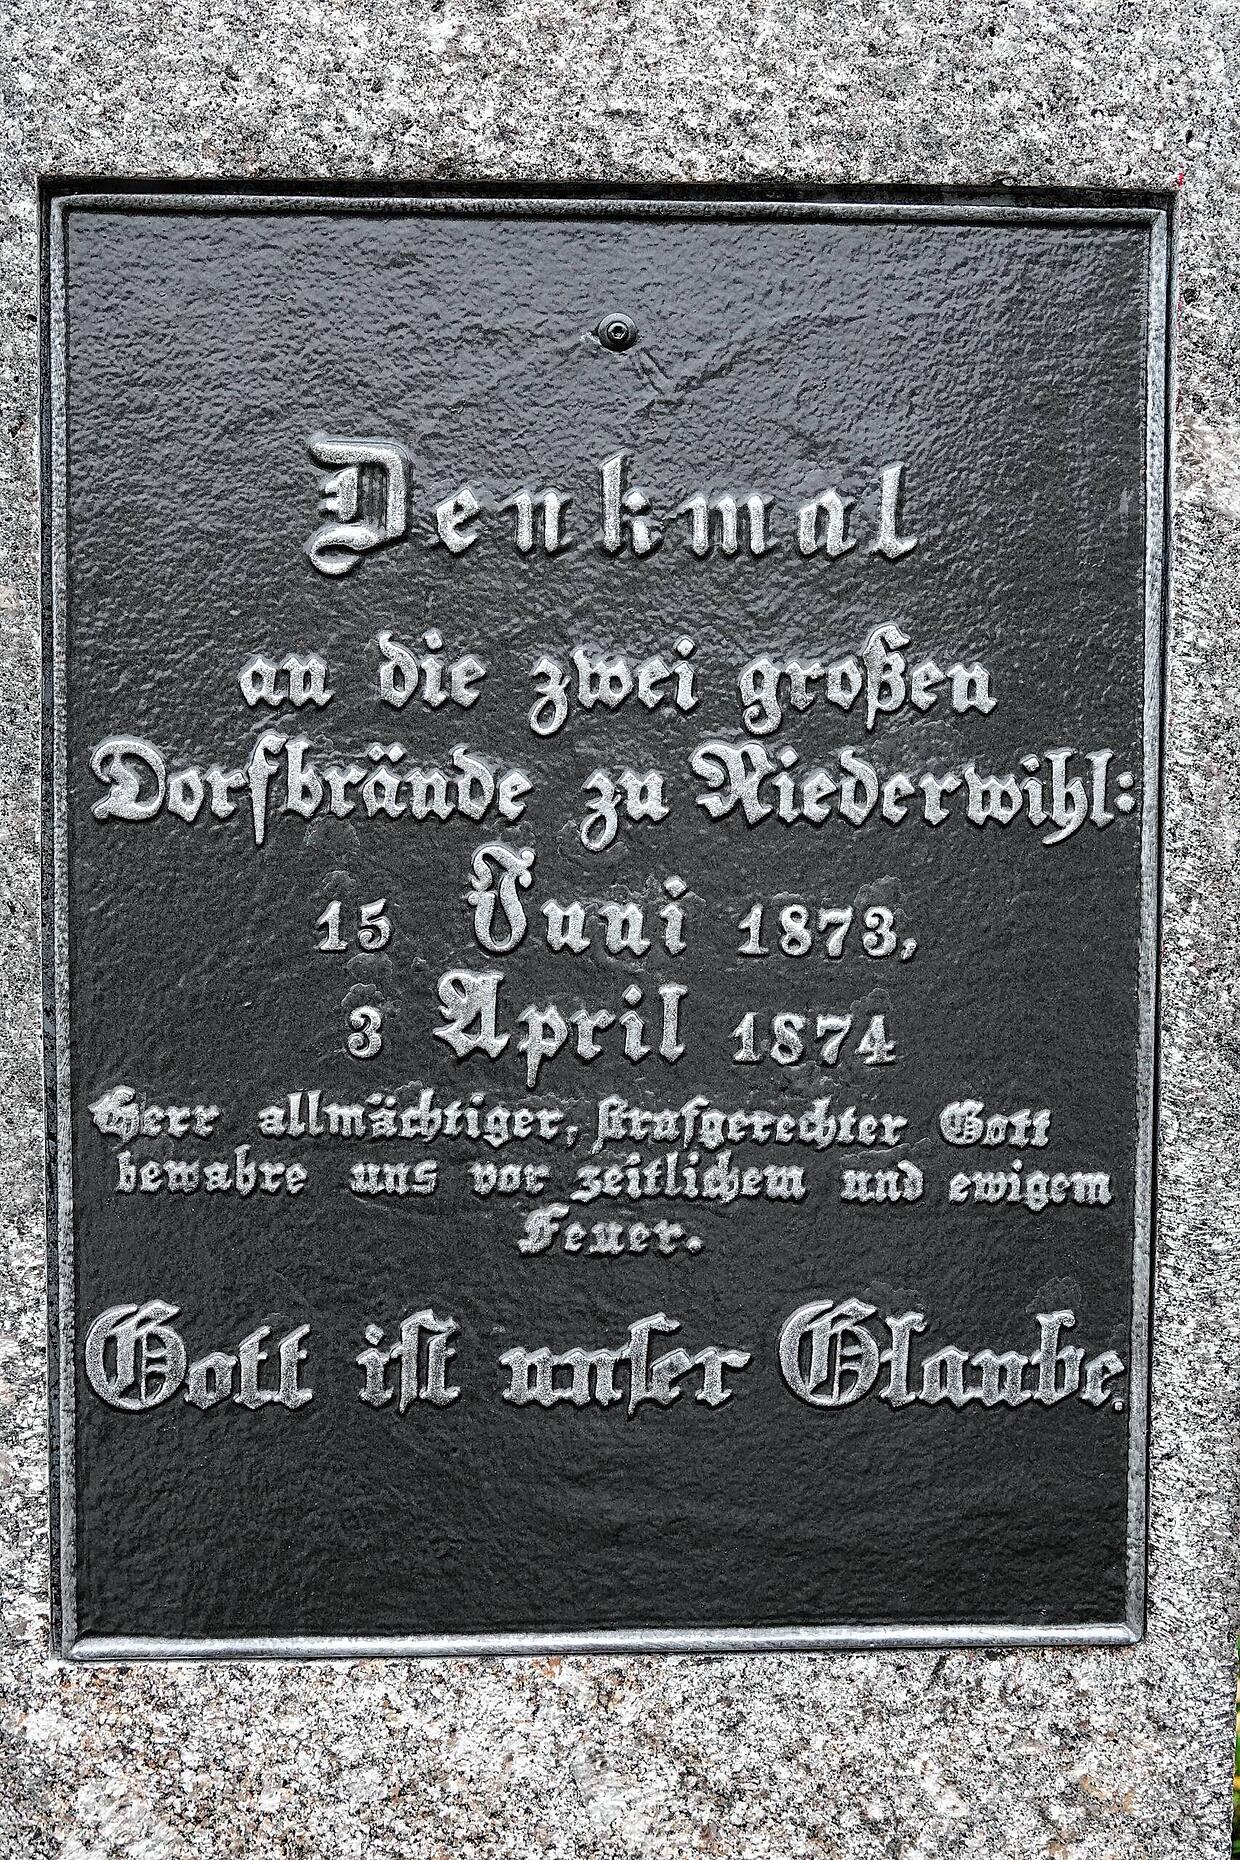 Denkmal
an die zwei großen
Dorfbrände zu Niederwihl:
15 Juni 1873,
3 April 1874
Herr allmächtiger, strafgerechter Gott
bewahre uns vor zeitlichem und ewigem
Feuer.
Gott ist unser Glaube.